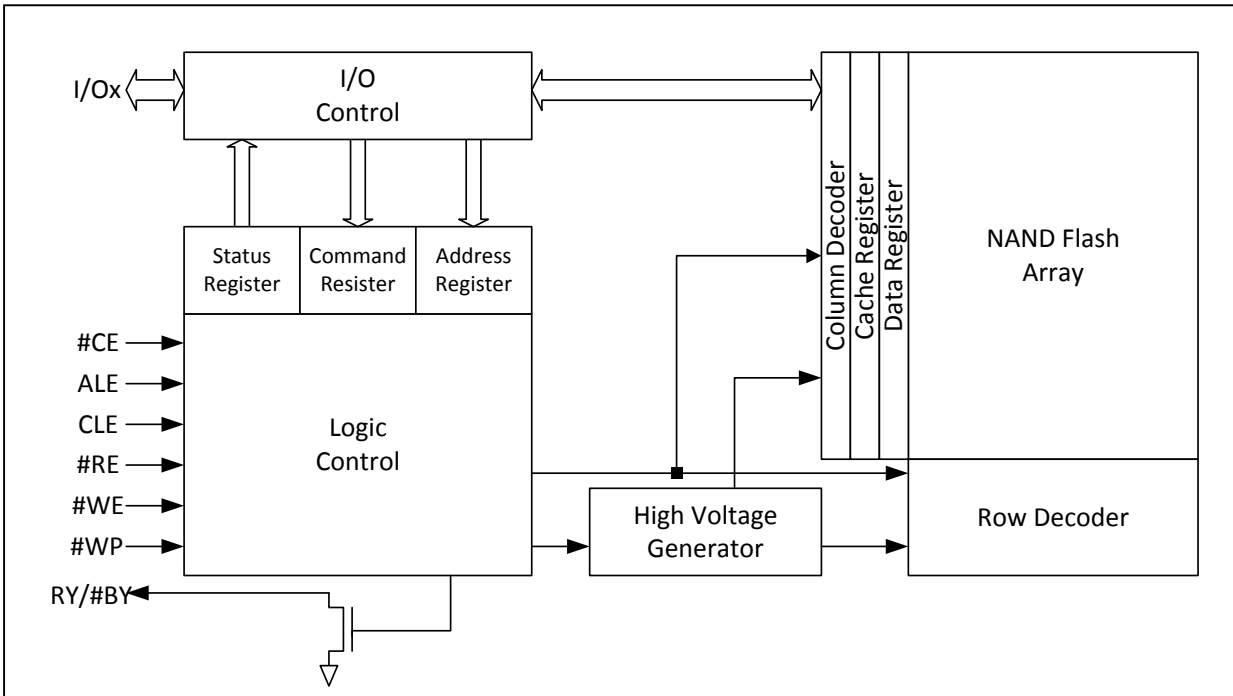 I/Ox
I/O
Control
Status
Register
Command
Resister
Address
Register
Column Decoder
Cache Register
Data Register
NAND Flash
Array
#CE
ALE
CLE
#RE
#WE
#WP
RY/#BY
Logic
Control
High Voltage
Generator
Row Decoder